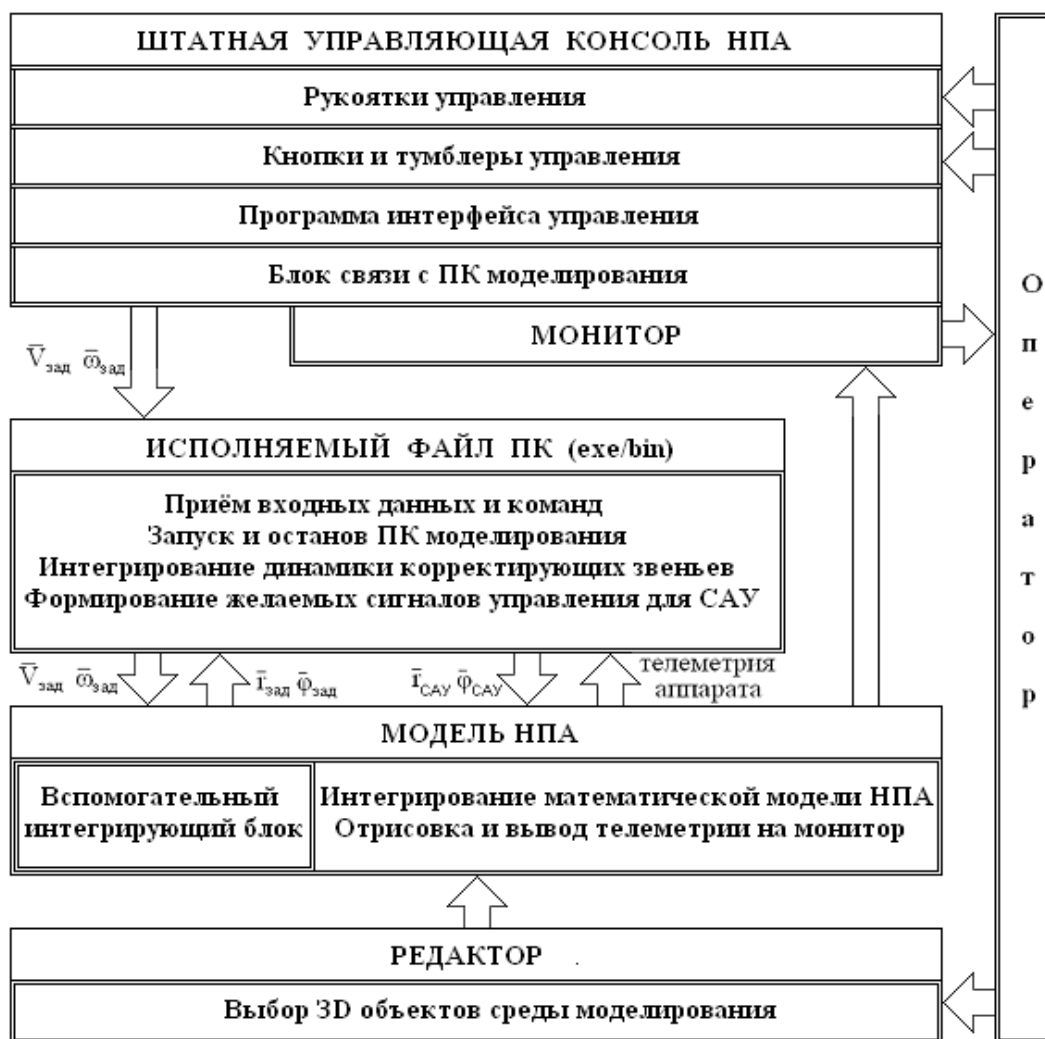 ШТАТНАЯ УПРАВЛЯЮЩАЯ КОНСОЛЬ НПА
Рукоятки управления
Кнопки и тумблеры управления
Программа интерфейса управления
Блок связи с ПК моделирования
МОНИТОР
V̅зад ω̅зад
ИСПОЛНЯЕМЫЙ ФАЙЛ ПК (exe/bin)
Приём входных данных и команд
Запуск и останов ПК моделирования
Интегрирование динамики корректирующих звеньев
Формирование желаемых сигналов управления для САУ
V̅зад ω̅зад
r̅зад φ̅зад
r̅САУ φ̅САУ
телеметрия
аппарата
МОДЕЛЬ НПА
Вспомогательный
интегрирующий блок
Интегрирование математической модели НПА
Отрисовка и вывод телеметрии на монитор
РЕДАКТОР .
Выбор 3D объектов среды моделирования
О
п
е
р
а
т
о
р